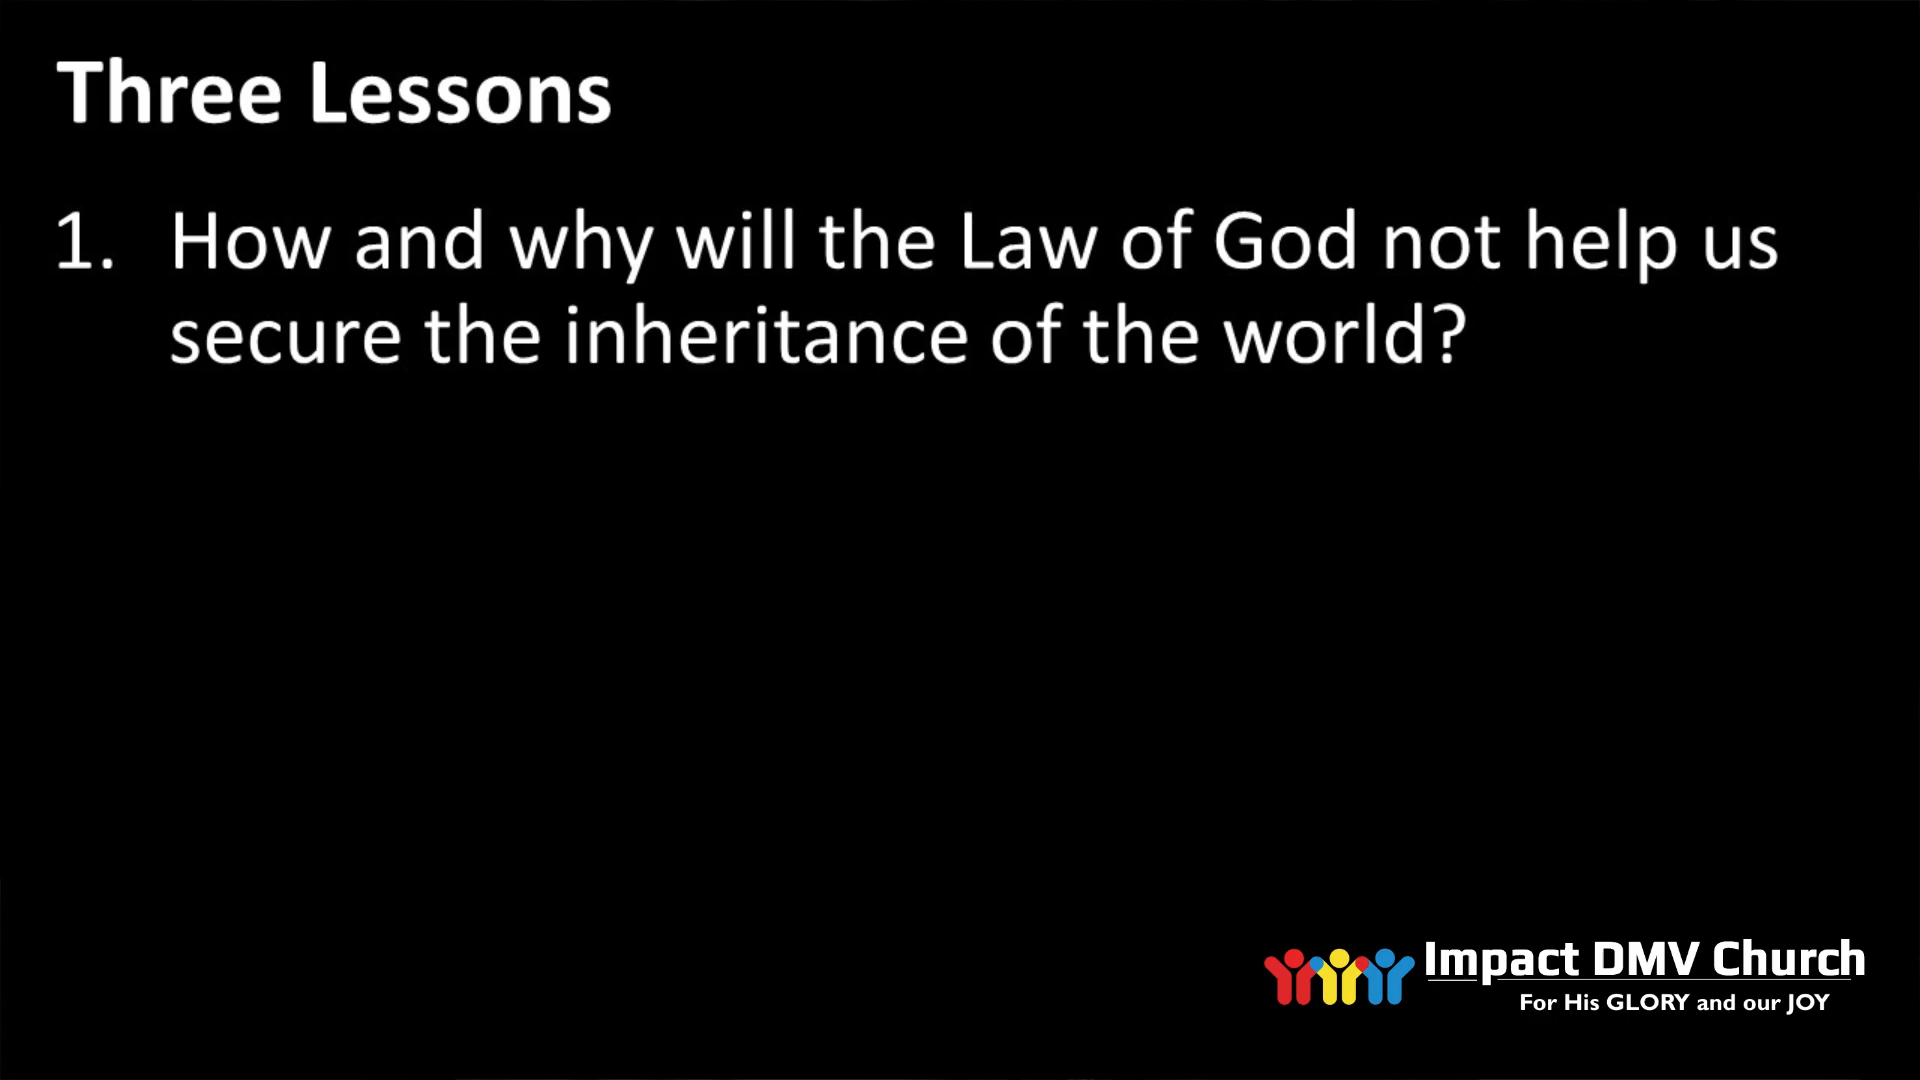 Three Lessons
1. How and why will the Law of God not help us
secure the inheritance of the world?
Impact DMV Church
For His GLORY and our JOY